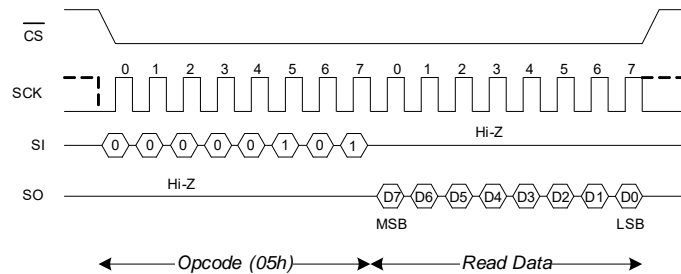 CS
0 1 2 3 4 5 6 7 0 1 2 3 4 5 6 7
SCK
Hi-Z
SI 0 0 0 0 0 1 0 1
Hi-Z
SO D7 D6 D5 D4 D3 D2 D1 D0
MSB LSB
Opcode (05h) Read Data